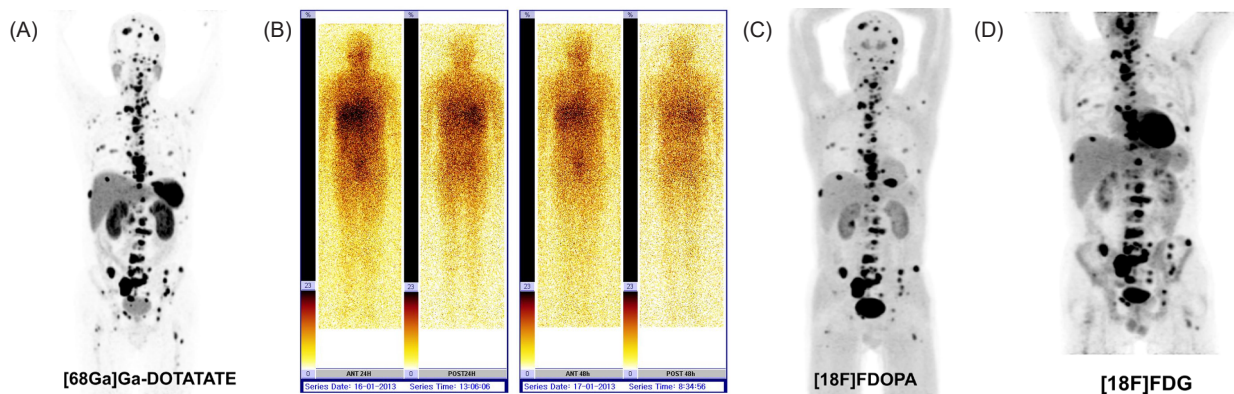 (A)
(B)
(C)
(D)
% % % %
23 23 23 23
0 0 0 0
ANT 24H POST24H ANT 48h POST 48h
Series Date: 16-01-2013 Series Time: 13:06:06 Series Date: 17-01-2013 Series Time: 8:34:56
[68Ga]Ga-DOTATATE
[18F]FDOPA
[18F]FDG